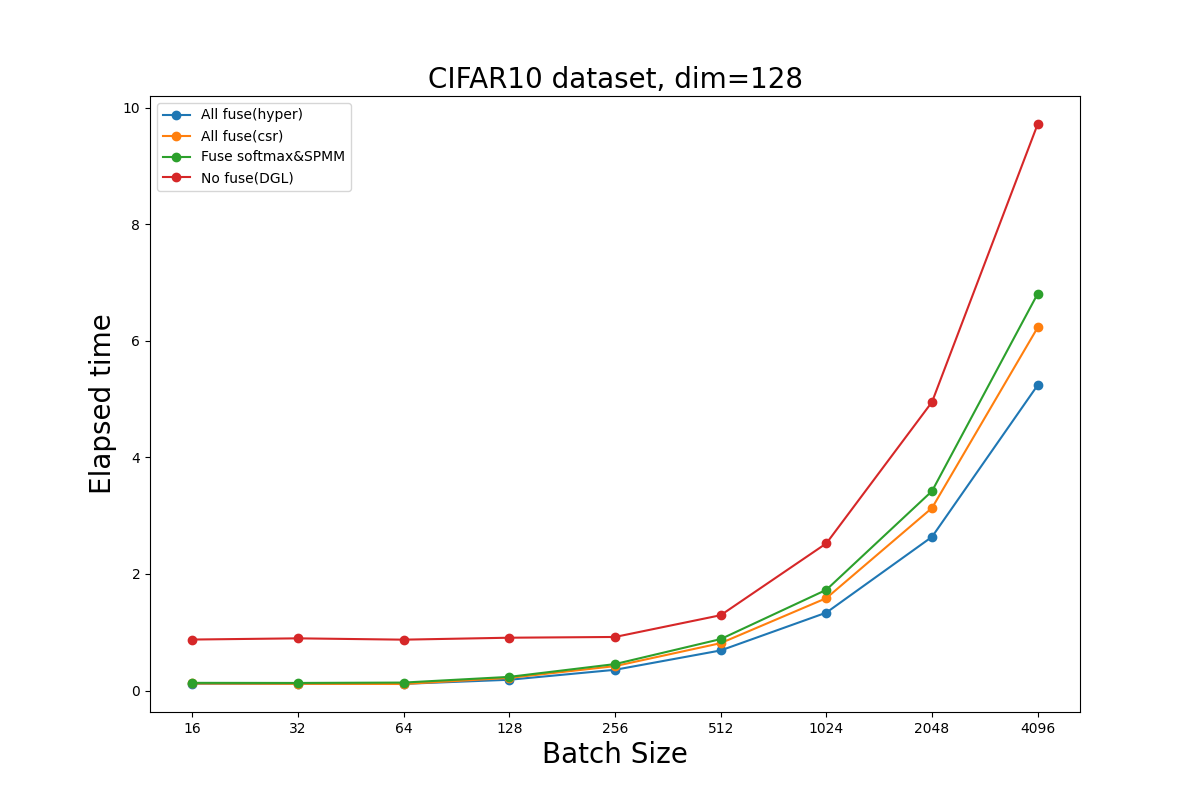 CIFAR10 dataset, dim=128
All fuse(hyper)
All fuse(csr)
Fuse softmax&SPMM
No fuse(DGL)
Elapsed time
10
8
6
4
2
0
16 32 64 128 256 512 1024 2048 4096
Batch Size